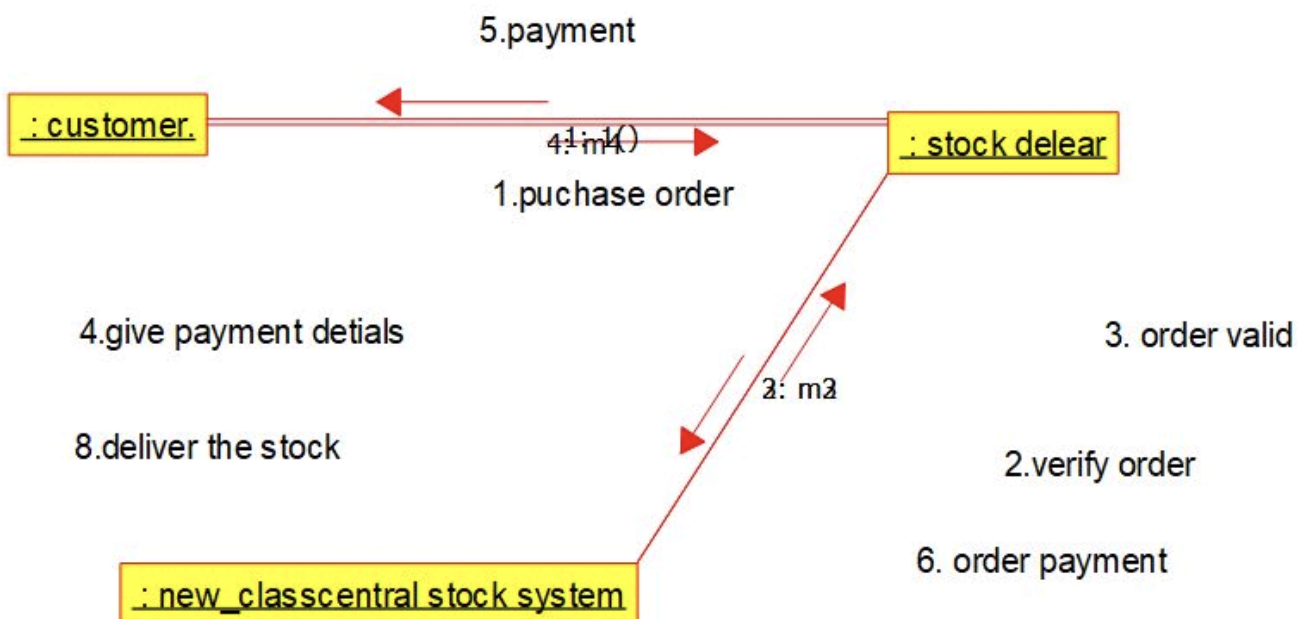 5.payment
: customer.
: stock delear
1.puchase order
4.give payment detials
3. order valid
8.deliver the stock
2.verify order
6. order payment
: new_classcentral stock system